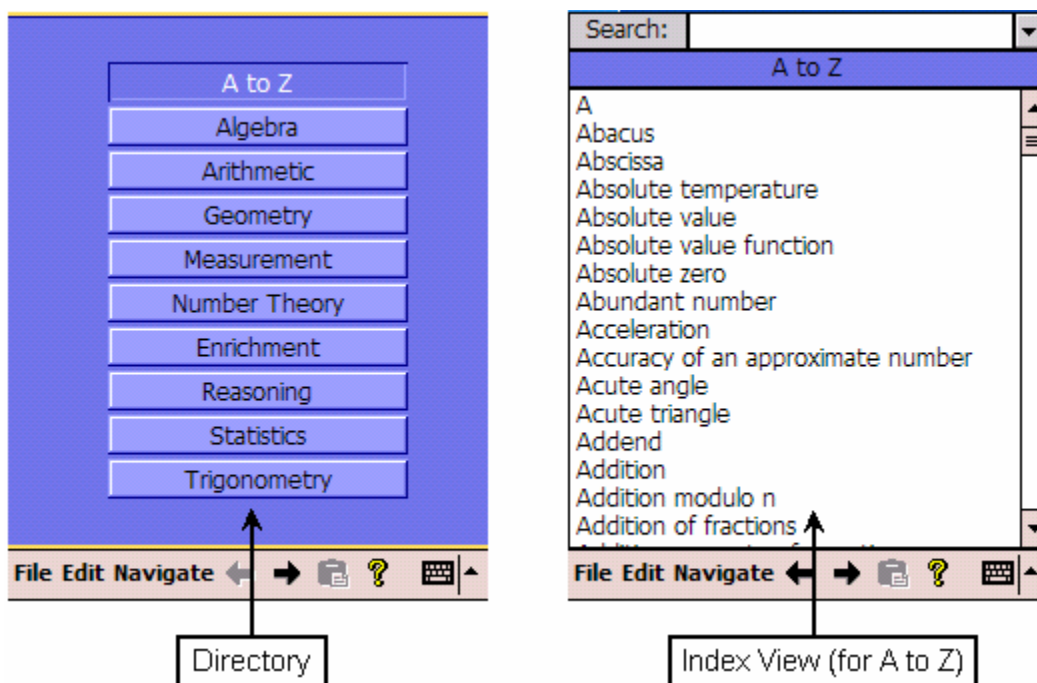 A to Z
Algebra
Arithmetic
Geometry
Measurement
Number Theory
Enrichment
Reasoning
Statistics
Trigonometry
File Edit Navigate
Directory
Search:
A to Z
A
Abacus
Abscissa
Absolute temperature
Absolute value
Absolute value function
Absolute zero
Abundant number
Acceleration
Accuracy of an approximate number
Acute angle
Acute triangle
Addend
Addition
Addition modulo n
Addition of fractions
File Edit Navigate
Index View (for A to Z)